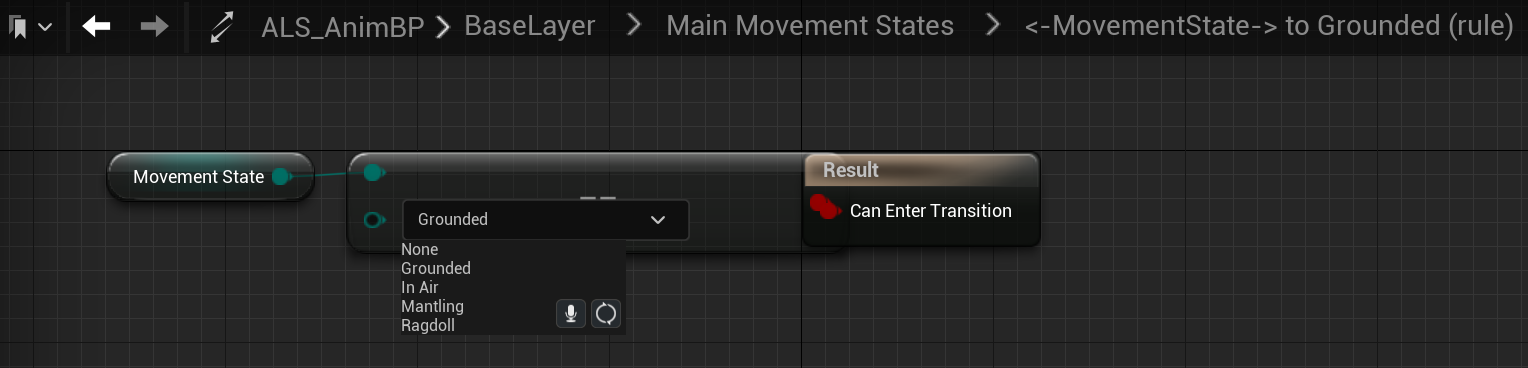 ALS_AnimBP > BaseLayer > Main Movement States > <-MovementState-> to Grounded (rule)
Movement State
==
Result
Grounded
Can Enter Transition
None
Grounded
In Air
Mantling
Ragdoll